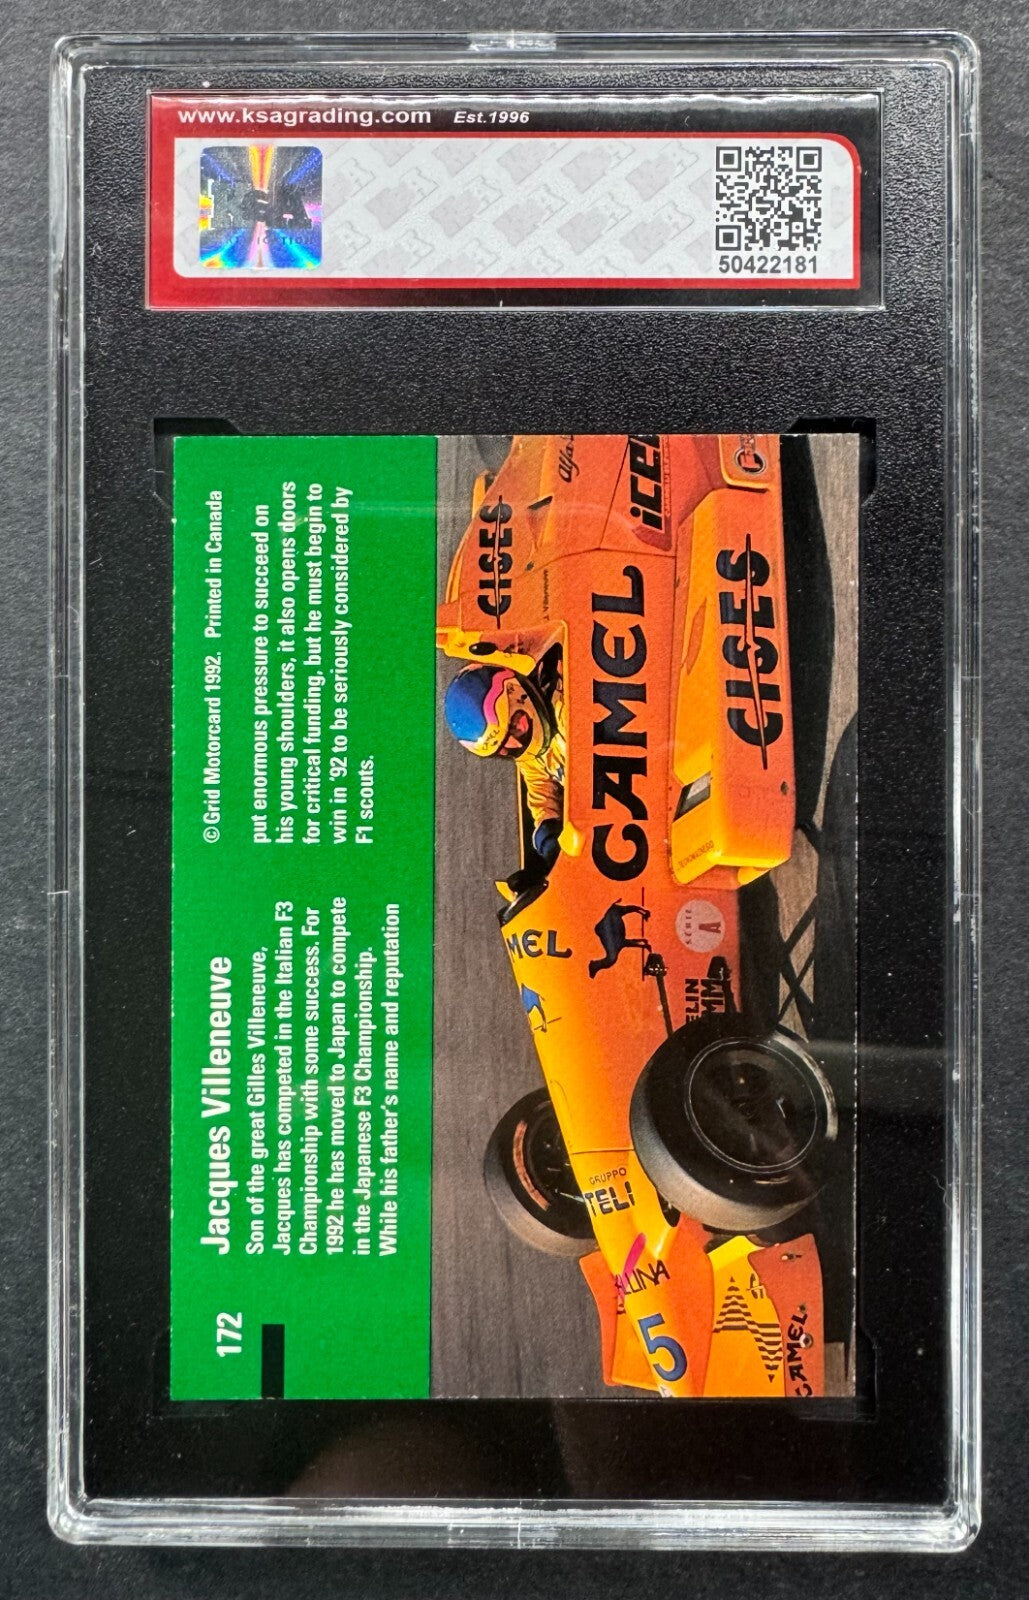 www.ksagrading.com Est.1996
50422181
172
Jacques Villeneuve
Son of the great Gilles Villeneuve,
Jacques has competed in the Italian F3
Championship with some success. For
1992 he has moved to Japan to compete
in the Japanese F3 Championship.
While his father's name and reputation
© Grid Motorcard 1992. Printed in Canada
put enormous pressure to succeed on
his young shoulders, it also opens doors
for critical funding, but he must begin to
win in '92 to be seriously considered by
F1 scouts.
CISES
CAMEL
CISES
SERIE
A
MEL
GRUPPO
TELI
5
CAMEL